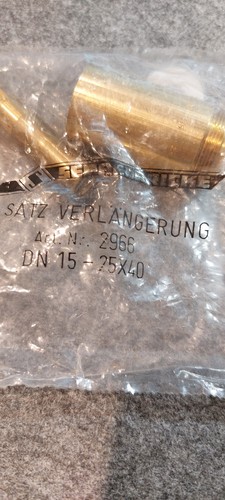 SATZ VERLÄNGERUNG
Art. Nr. 2966
DN 15 - 25X40